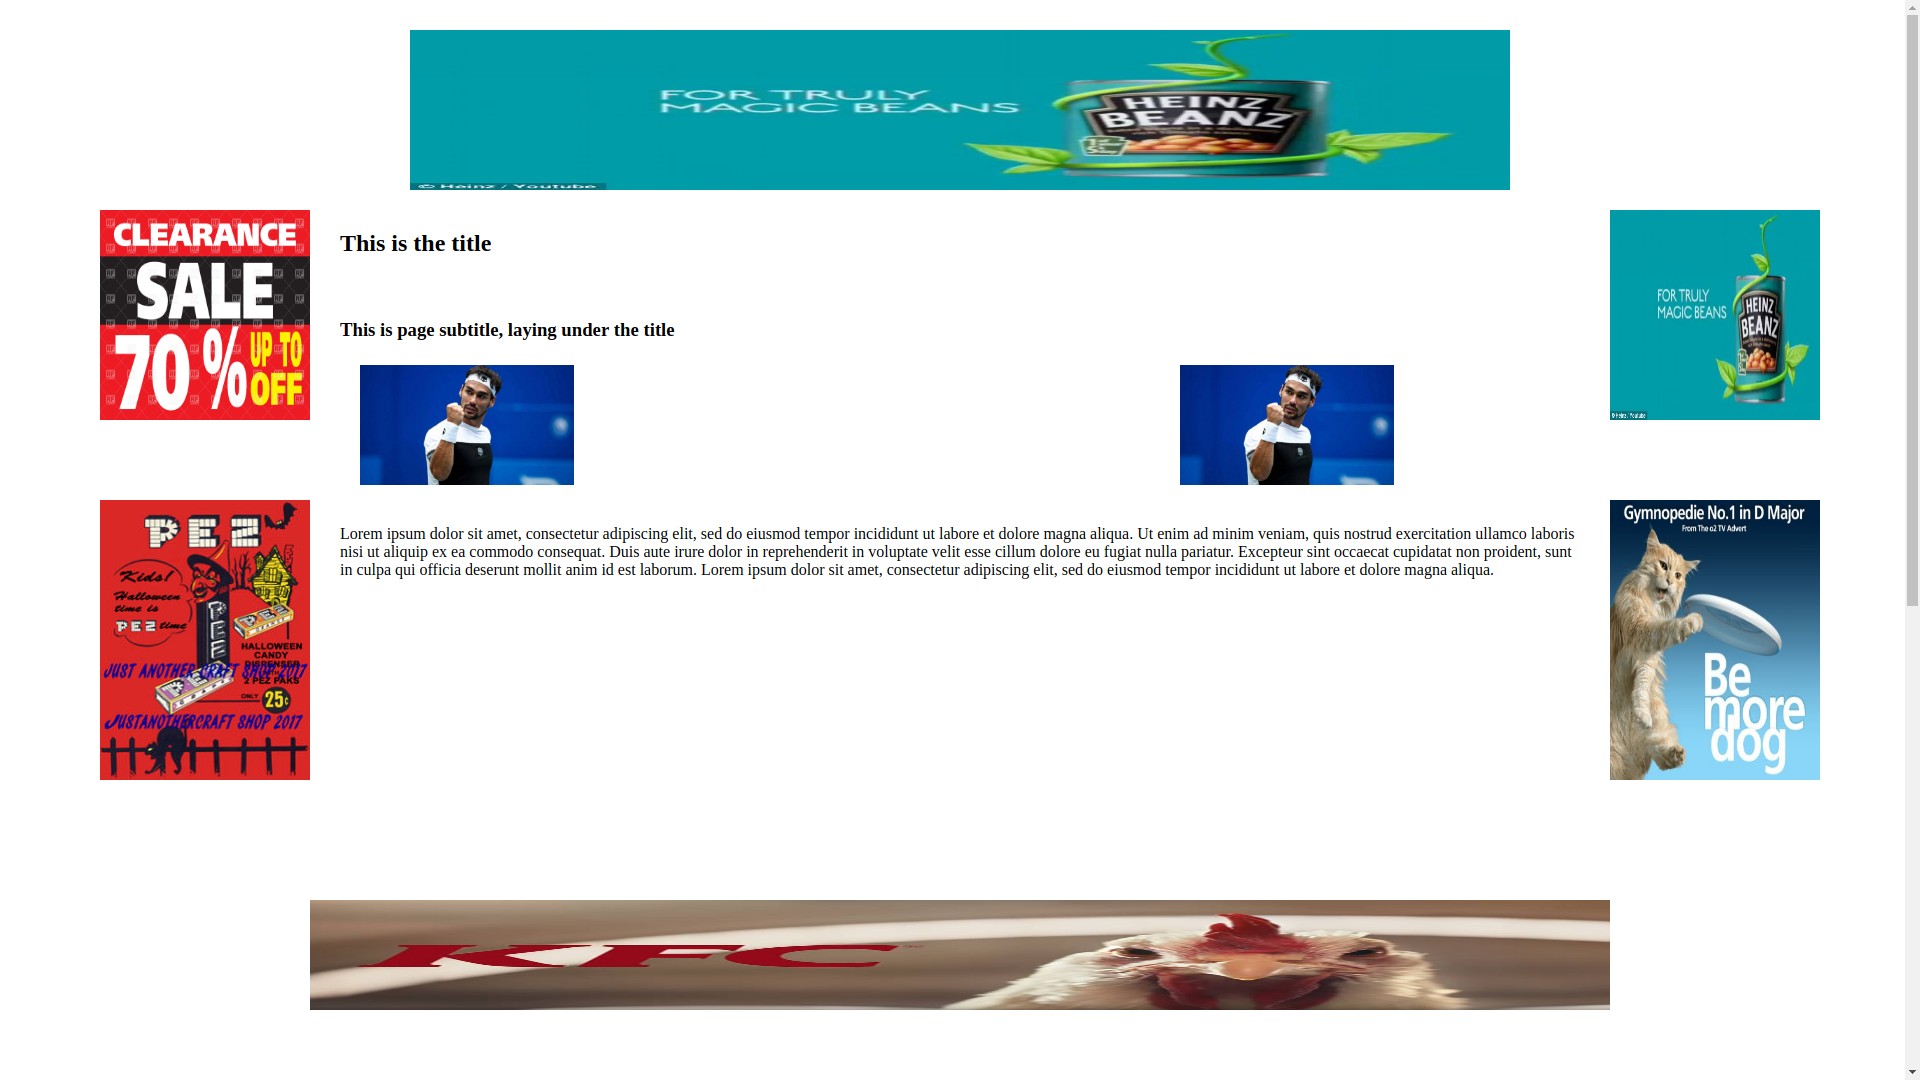 FOR TRULY
MAGIC BEANS
HEINZ
BEANZ
© Heinz / Youtube
CLEARANCE
SALE
70% UP TO
OFF
This is the title
This is page subtitle, laying under the title
FOR TRULY
MAGIC BEANS
HEINZ
BEANZ
© Heinz / Youtube
PEZ
Kids!
Halloween
time is
PEZ time
PEZ
PEZ
HALLOWEEN
CANDY
DISPENSER
2 PEZ PAKS
ONLY 25¢
PEZ
JUST ANOTHER CRAFT SHOP 2017
JUSTANOTHERCRAFT SHOP 2017
Lorem ipsum dolor sit amet, consectetur adipiscing elit, sed do eiusmod tempor incididunt ut labore et dolore magna aliqua. Ut enim ad minim veniam, quis nostrud exercitation ullamco laboris
nisi ut aliquip ex ea commodo consequat. Duis aute irure dolor in reprehenderit in voluptate velit esse cillum dolore eu fugiat nulla pariatur. Excepteur sint occaecat cupidatat non proident, sunt
in culpa qui officia deserunt mollit anim id est laborum. Lorem ipsum dolor sit amet, consectetur adipiscing elit, sed do eiusmod tempor incididunt ut labore et dolore magna aliqua.
Gymnopedie No.1 in D Major
From The o2 TV Advert
Be
more
dog
KFC